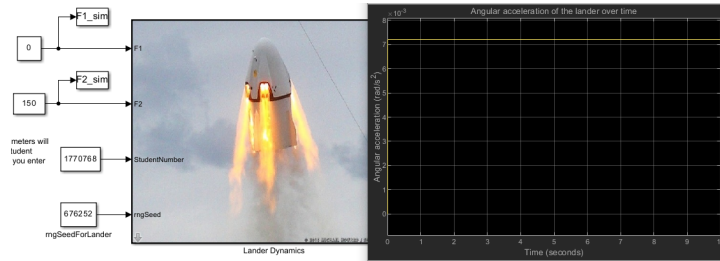 F1_sim
0
F1
F2_sim
150
F2
meters will
tudent
you enter
1770768
StudentNumber
676252
rngSeed
rngSeedForLander
Lander Dynamics
Angular acceleration of the lander over time
×10⁻³
Angular acceleration (rad/s²)
8
7
6
5
4
3
2
1
0
0 1 2 3 4 5 6 7 8 9 1
Time (seconds)